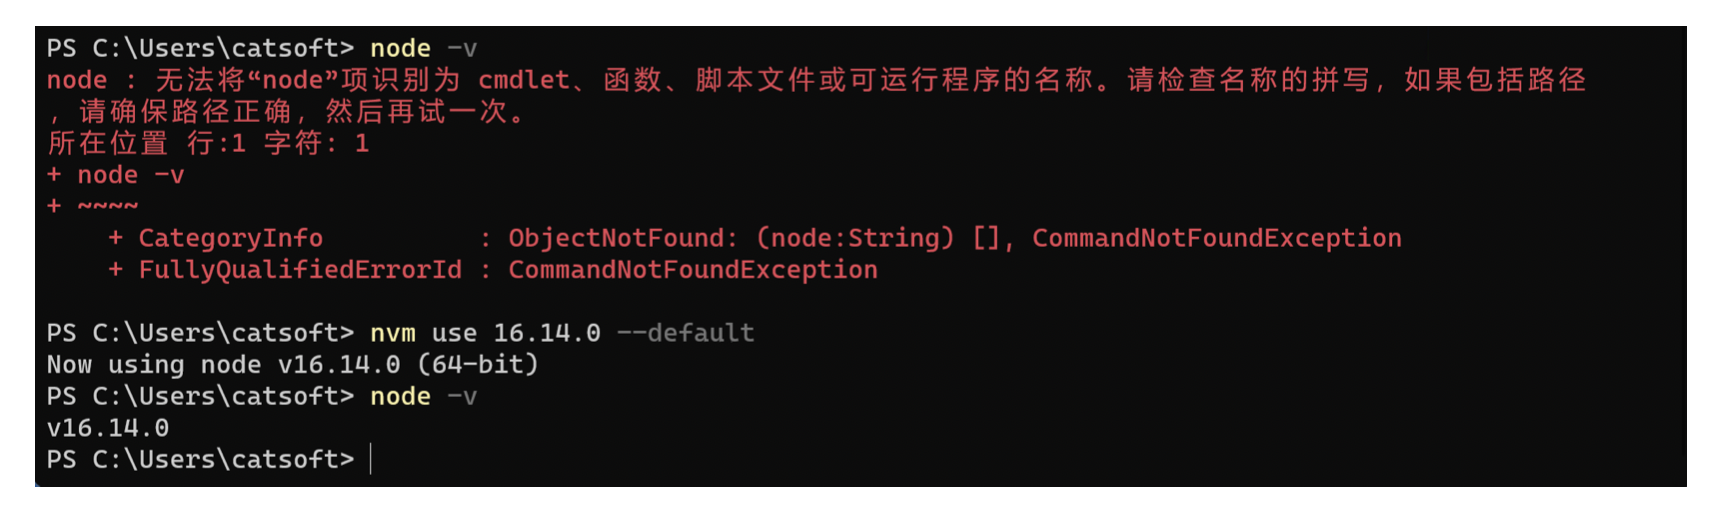 PS C:\Users\catsoft> node -v
node : 无法将“node”项识别为 cmdlet、函数、脚本文件或可运行程序的名称。请检查名称的拼写，如果包括路径
，请确保路径正确，然后再试一次。
所在位置 行:1 字符: 1
+ node -v
+ ~~~~
    + CategoryInfo          : ObjectNotFound: (node:String) [], CommandNotFoundException
    + FullyQualifiedErrorId : CommandNotFoundException
PS C:\Users\catsoft> nvm use 16.14.0 --default
Now using node v16.14.0 (64-bit)
PS C:\Users\catsoft> node -v
v16.14.0
PS C:\Users\catsoft>